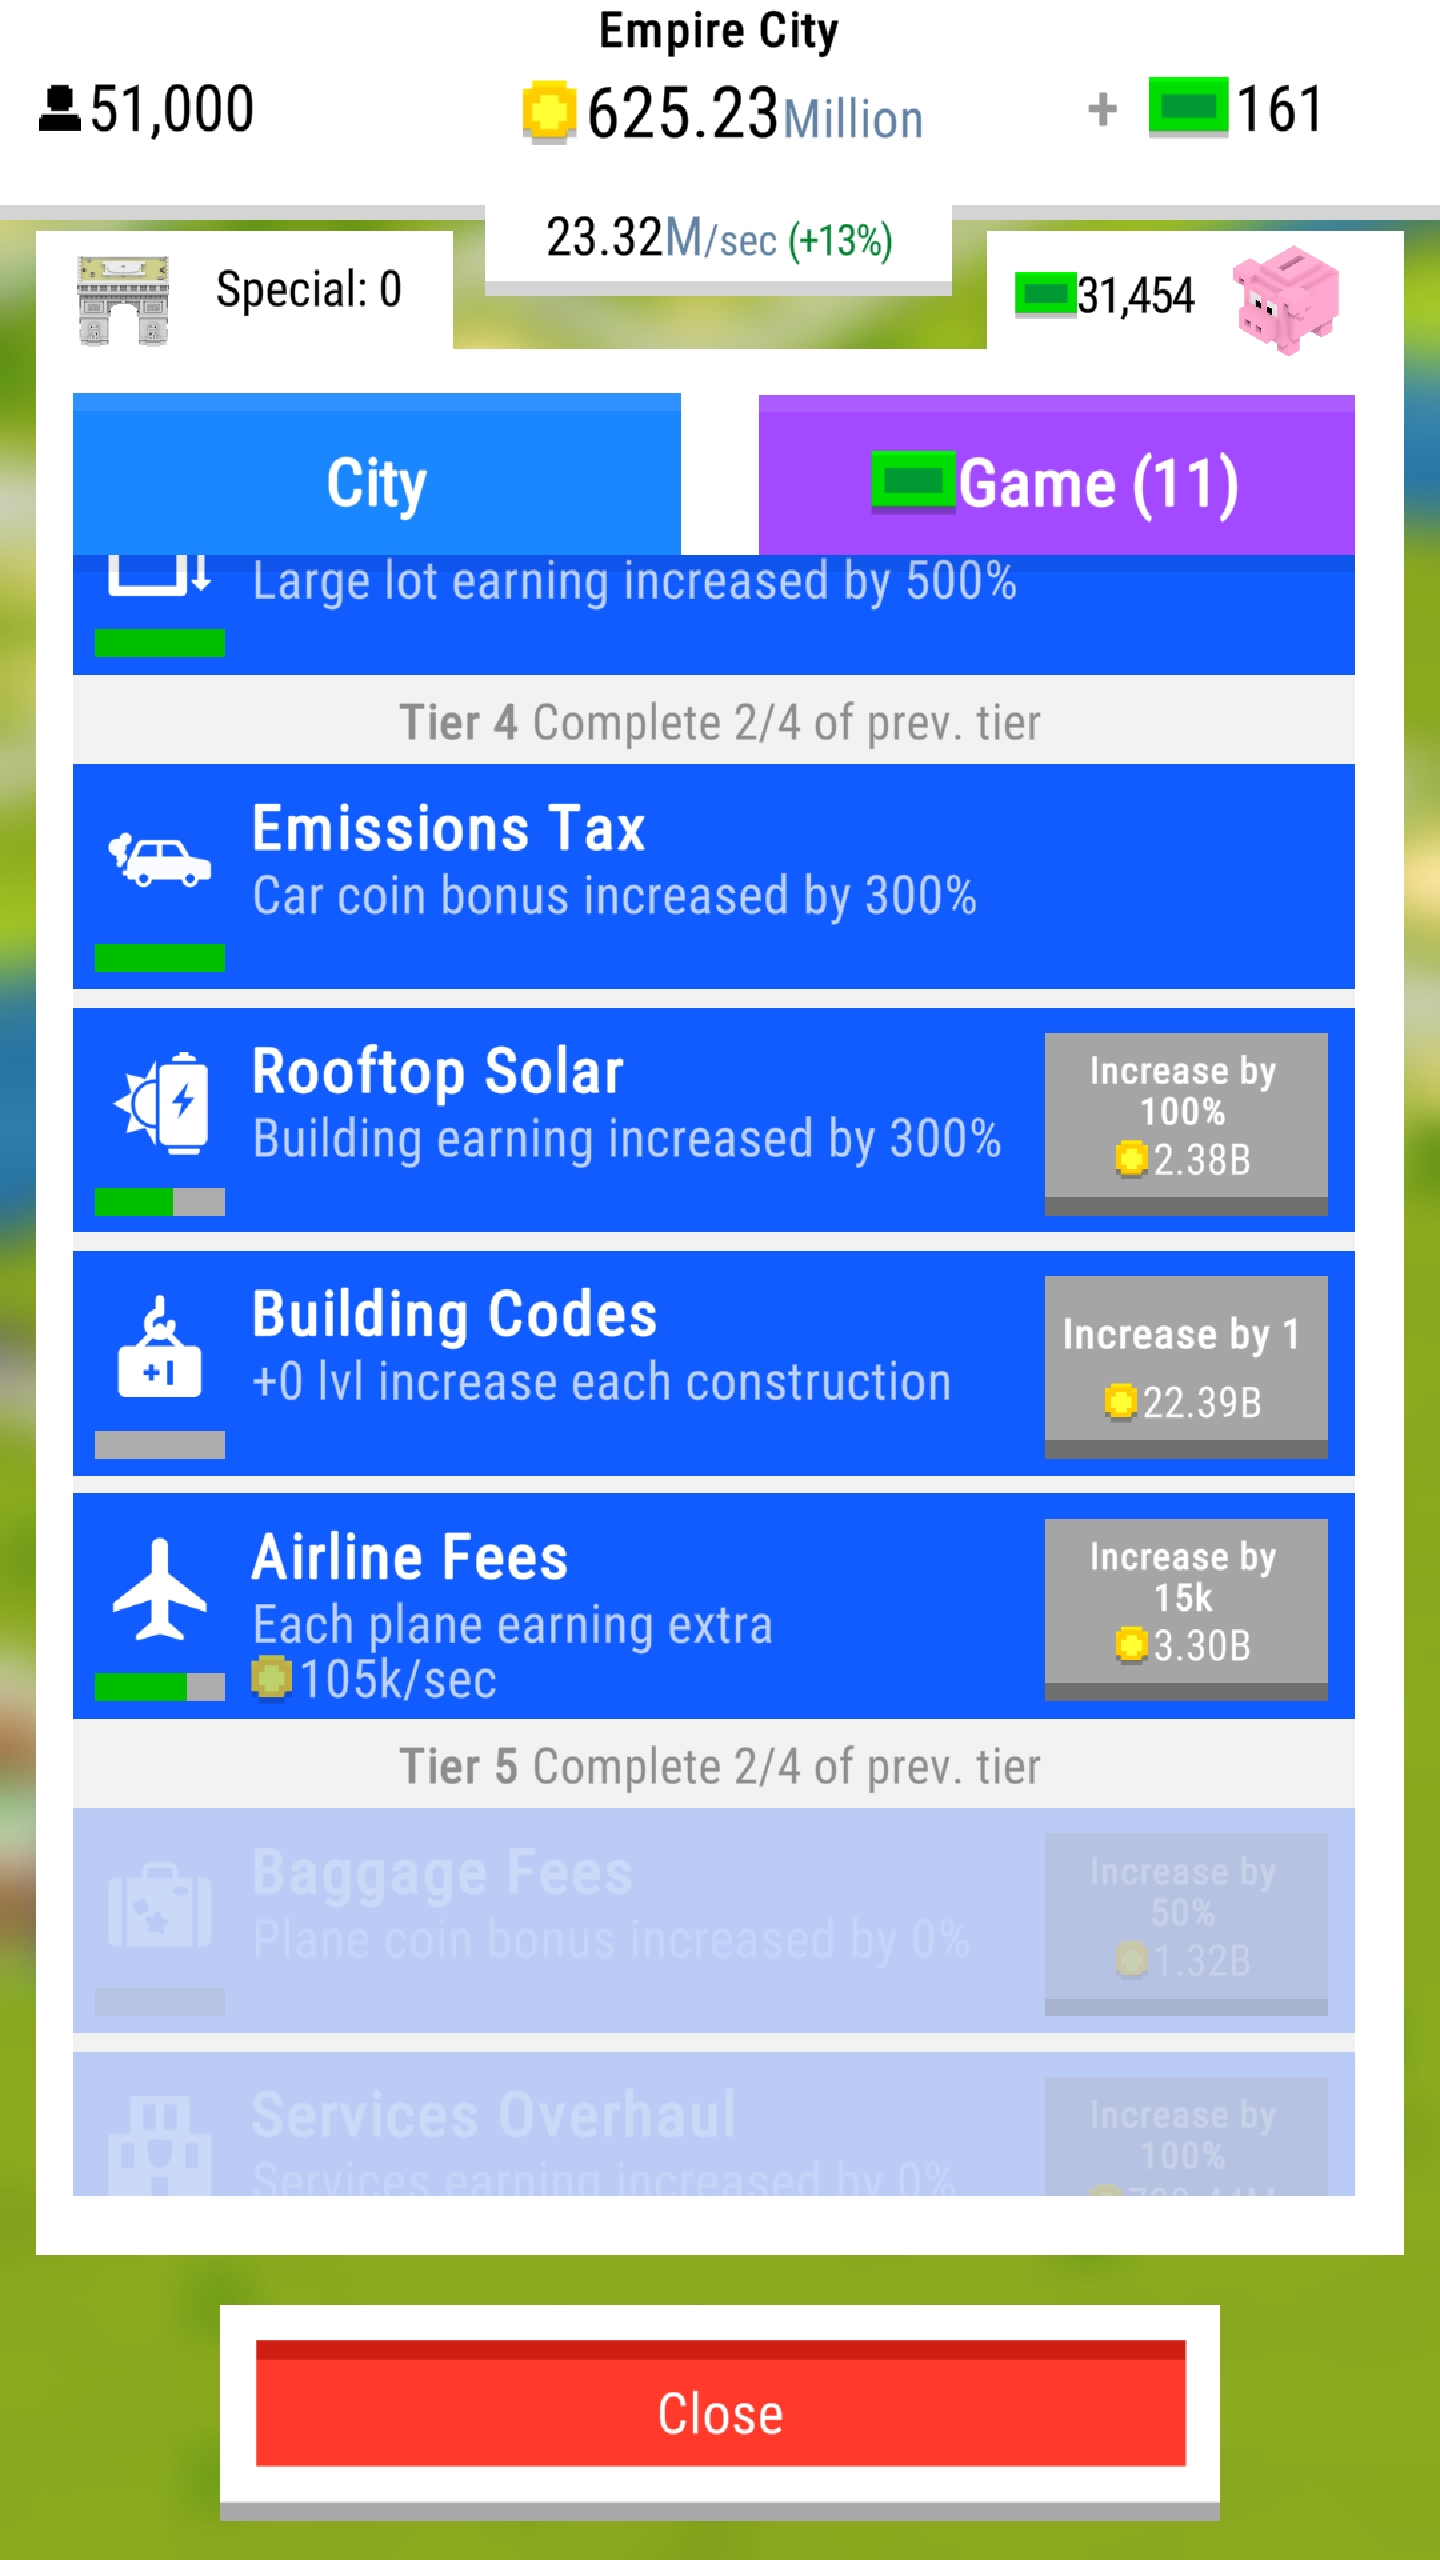 Empire City
51,000
625.23Million
+ 161
23.32M/sec (+13%)
Special: 0
31,454
City
Game (11)
Large lot earning increased by 500%
Tier 4 Complete 2/4 of prev. tier
Emissions Tax
Car coin bonus increased by 300%
Rooftop Solar
Building earning increased by 300%
Increase by
100%
2.38B
Building Codes
+0 lvl increase each construction
+1
Increase by 1
22.39B
Airline Fees
Each plane earning extra
105k/sec
Increase by
15k
3.30B
Tier 5 Complete 2/4 of prev. tier
Baggage Fees
Plane coin bonus increased by 0%
Increase by
50%
1.32B
Services Overhaul
Services earning increased by 0%
Increase by
100%
Close